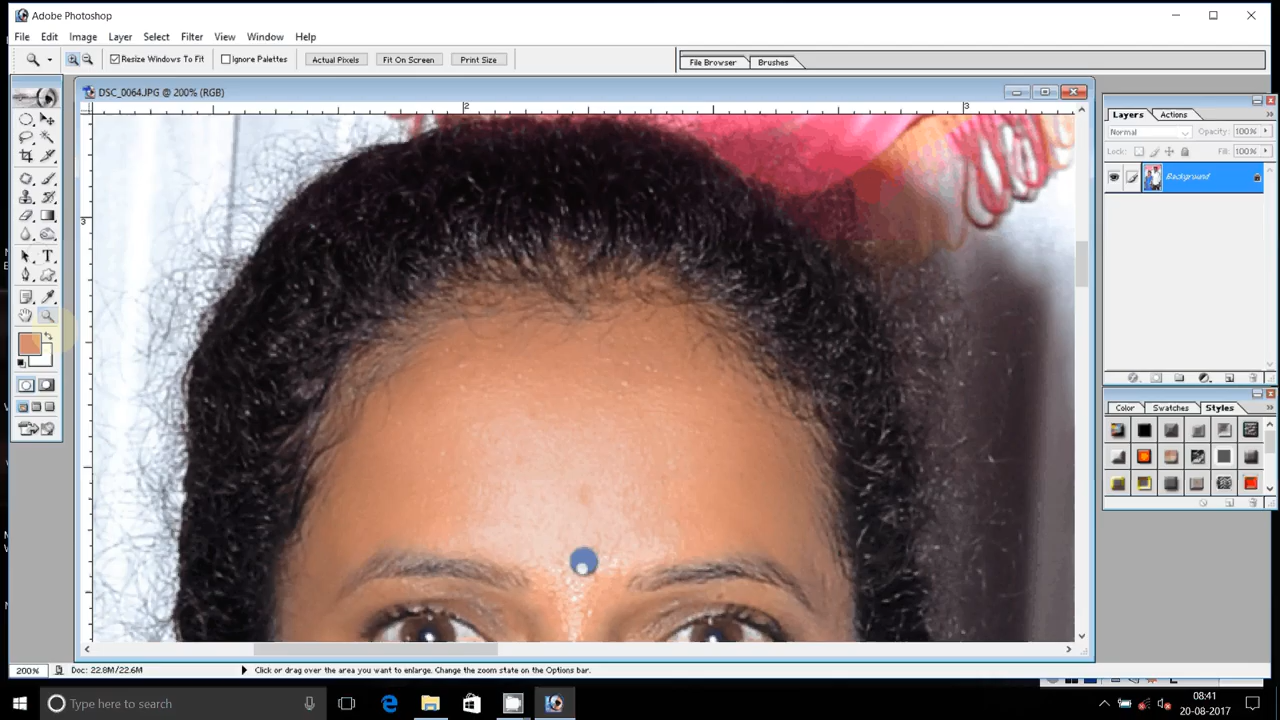 Adobe Photoshop
File Edit Image Layer Select Filter View Window Help
Resize Windows To Fit Ignore Palettes Actual Pixels Fit On Screen Print Size File Browser Brushes
DSC_0064.JPG @ 200% (RGB)
2 3
3
Layers Actions
Normal Opacity: 100%
Lock: Fill: 100%
Background
Color Swatches Styles
200% Doc: 22.8M/22.6M Click or drag over the area you want to enlarge. Change the zoom state on the Options bar.
Type here to search
08:41
20-08-2017